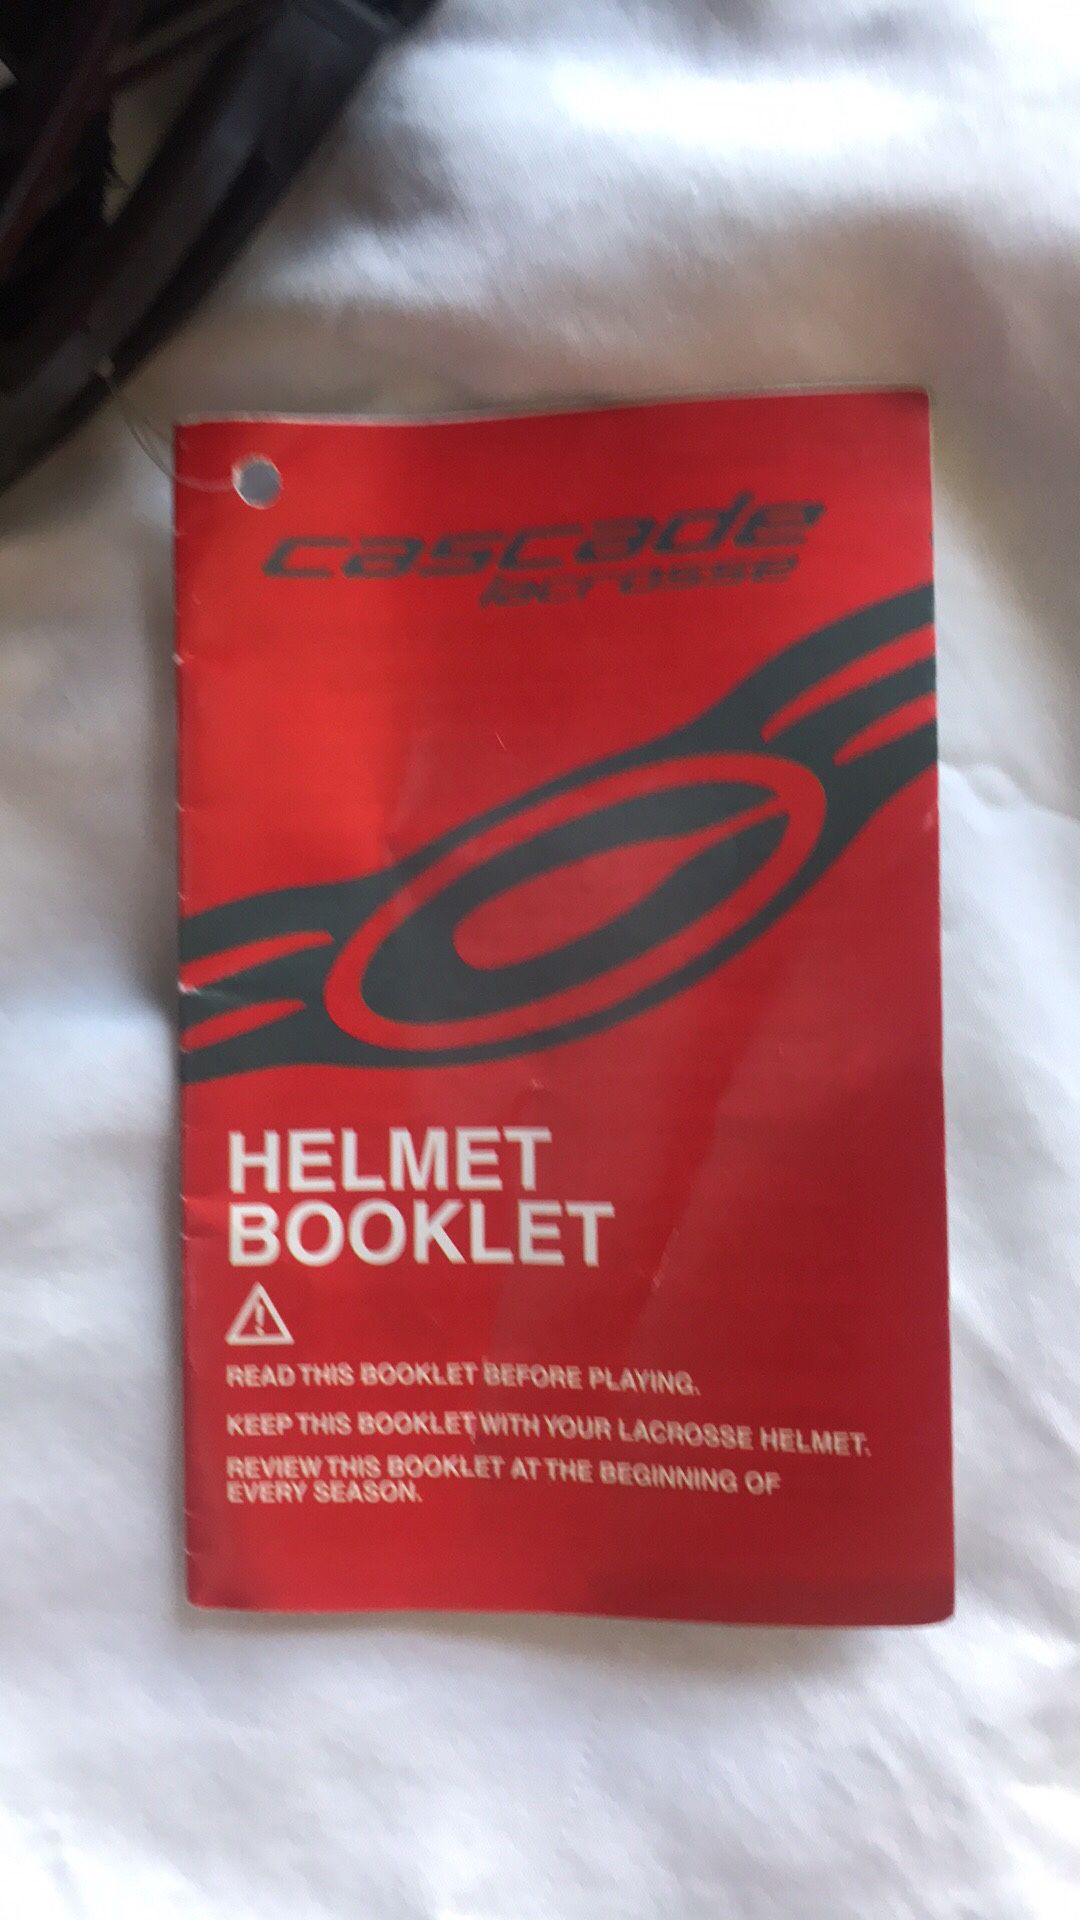 cascade
lacrosse
HELMET
BOOKLET
READ THIS BOOKLET BEFORE PLAYING.
KEEP THIS BOOKLET WITH YOUR LACROSSE HELMET.
REVIEW THIS BOOKLET AT THE BEGINNING OF
EVERY SEASON.